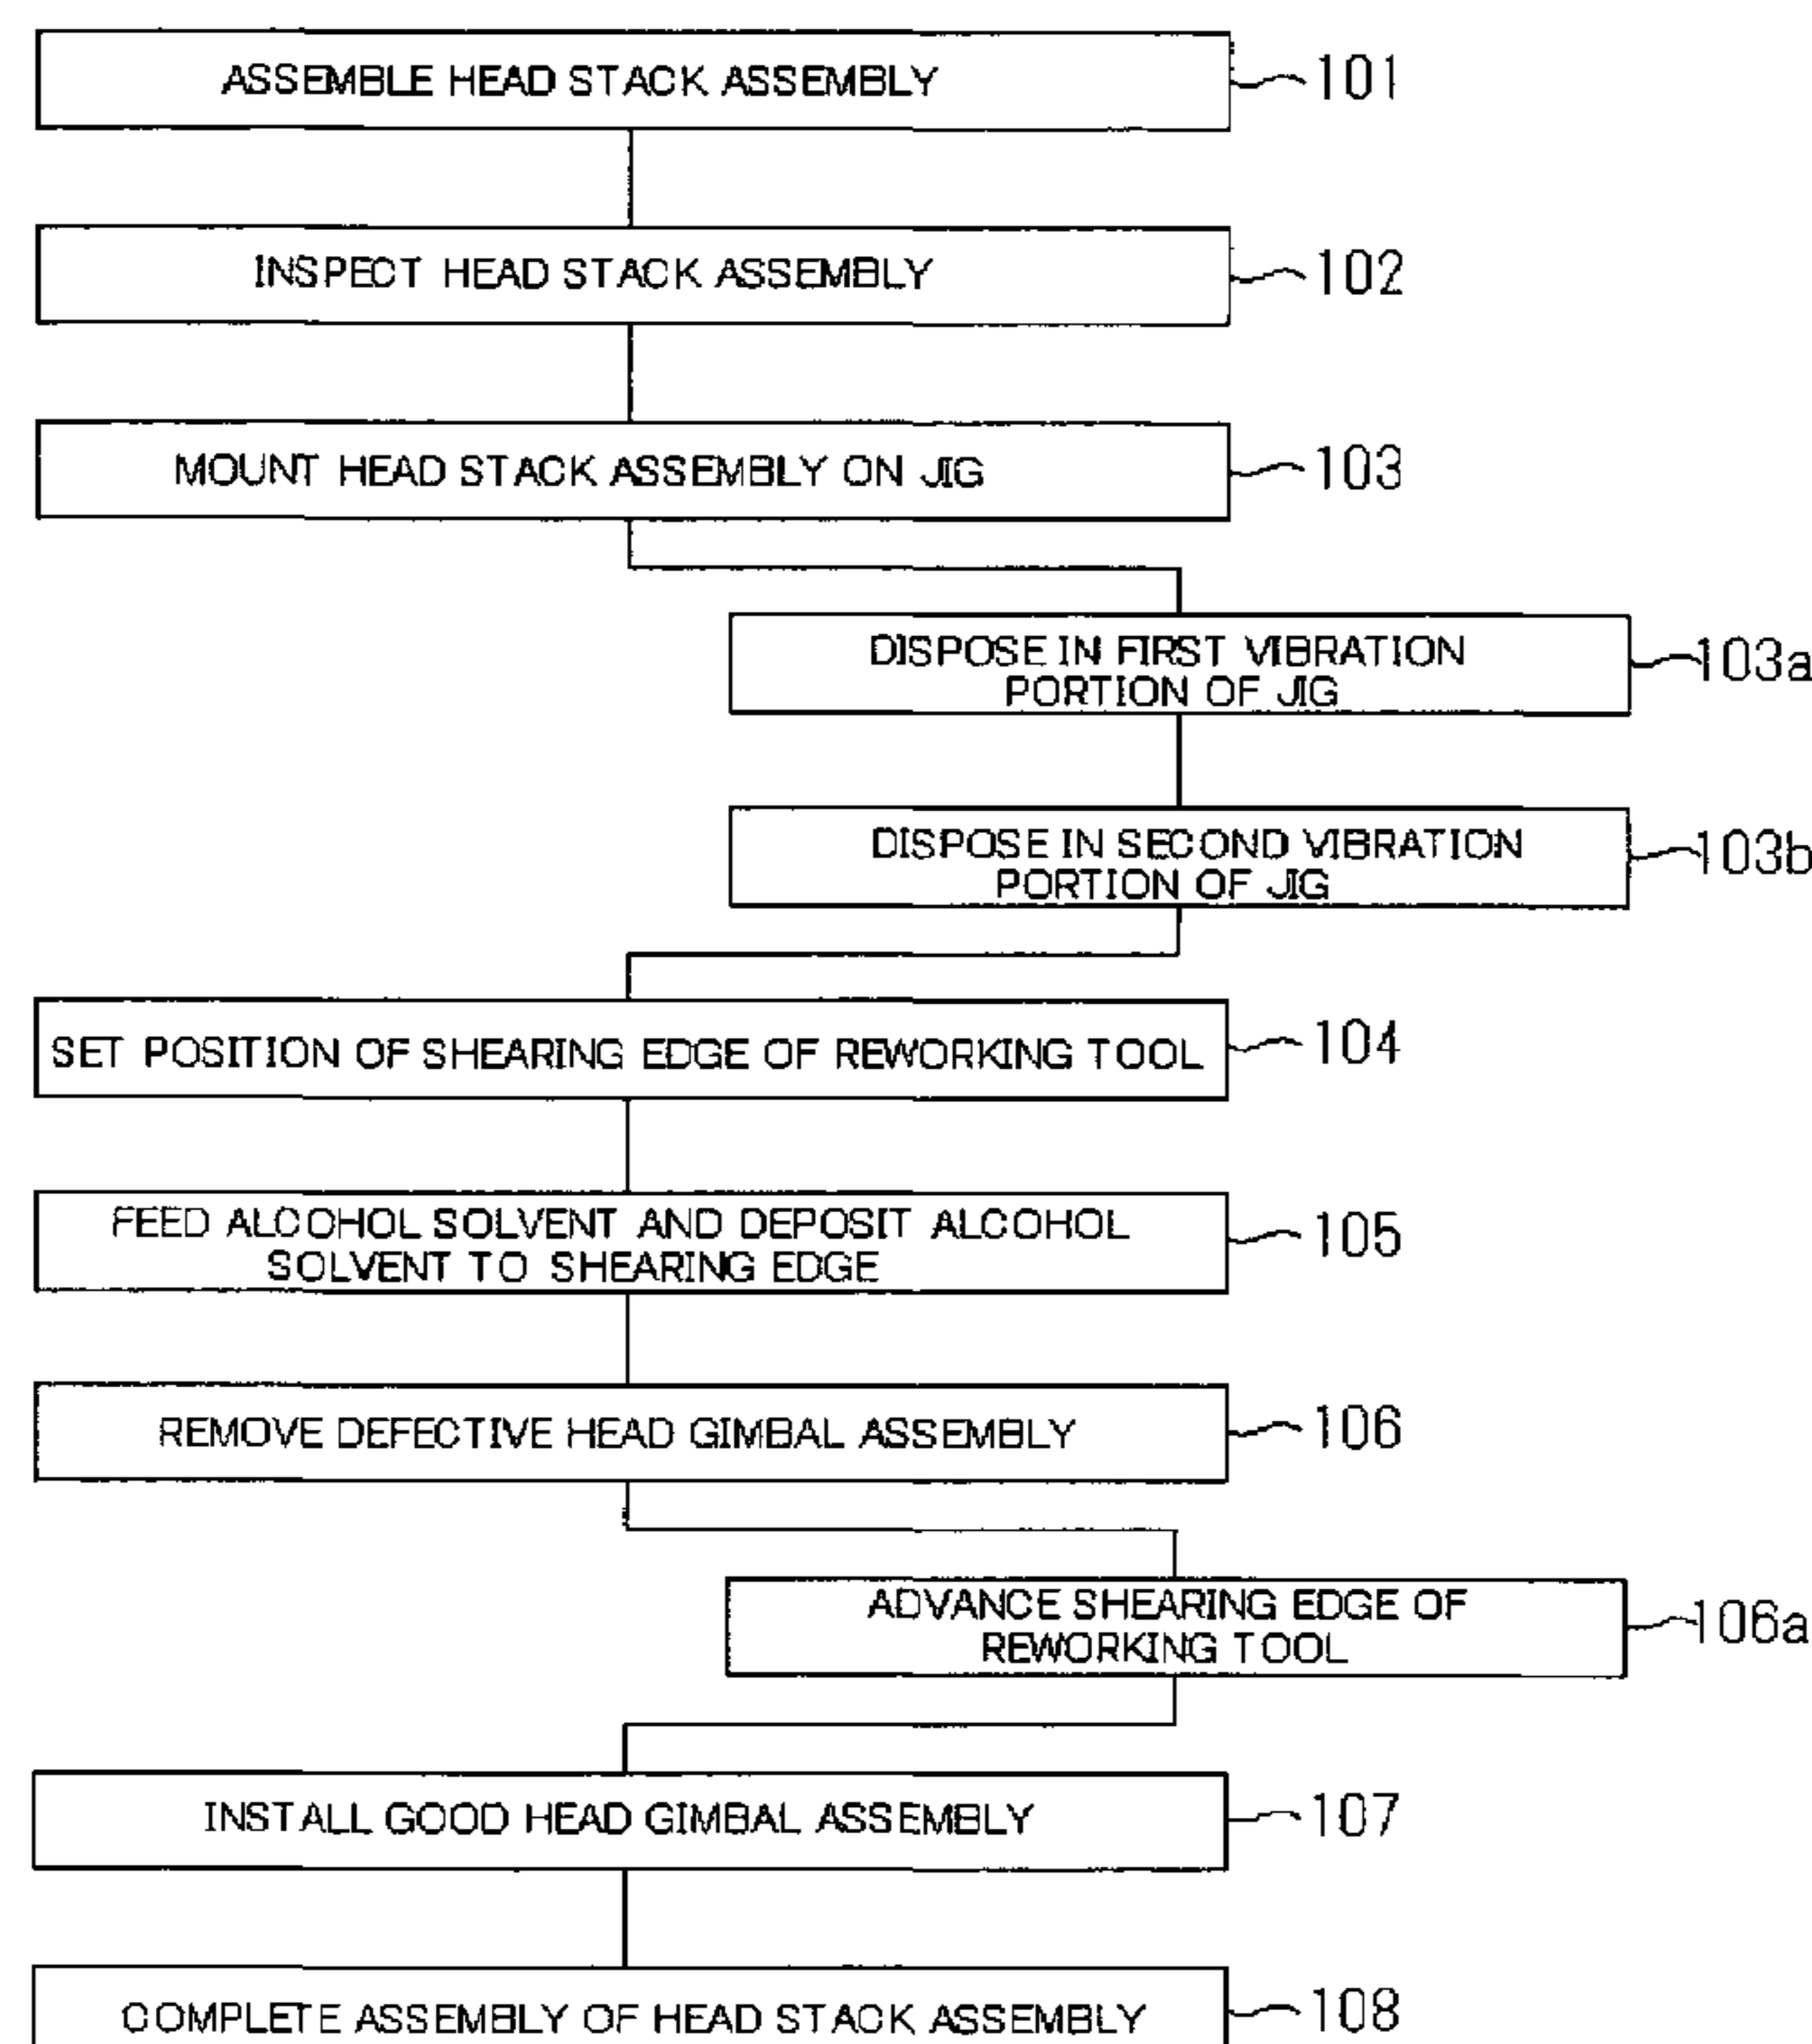 ASSEMBLE HEAD STACK ASSEMBLY
101
INSPECT HEAD STACK ASSEMBLY
102
MOUNT HEAD STACK ASSEMBLY ON JIG
103
DISPOSE IN FIRST VIBRATION
PORTION OF JIG
103a
DISPOSE IN SECOND VIBRATION
PORTION OF JIG
103b
SET POSITION OF SHEARING EDGE OF REWORKING TOOL
104
FEED ALCOHOL SOLVENT AND DEPOSIT ALCOHOL
SOLVENT TO SHEARING EDGE
105
REMOVE DEFECTIVE HEAD GIMBAL ASSEMBLY
106
ADVANCE SHEARING EDGE OF
REWORKING TOOL
106a
INSTALL GOOD HEAD GIMBAL ASSEMBLY
107
COMPLETE ASSEMBLY OF HEAD STACK ASSEMBLY
108